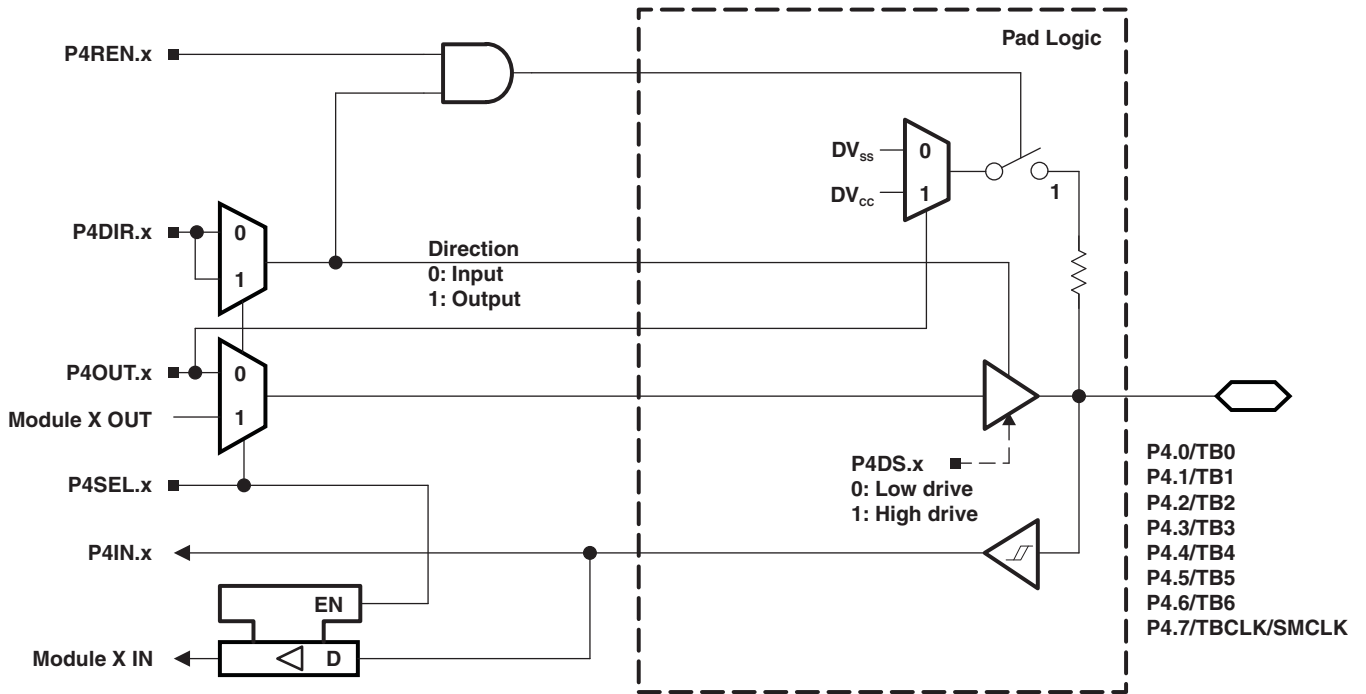 Pad Logic
P4REN.x
DVSS
0
DVCC
1
1
P4DIR.x
0
1
Direction
0: Input
1: Output
P4OUT.x
0
Module X OUT
1
P4SEL.x
P4DS.x
0: Low drive
1: High drive
P4IN.x
EN
Module X IN
D
P4.0/TB0
P4.1/TB1
P4.2/TB2
P4.3/TB3
P4.4/TB4
P4.5/TB5
P4.6/TB6
P4.7/TBCLK/SMCLK